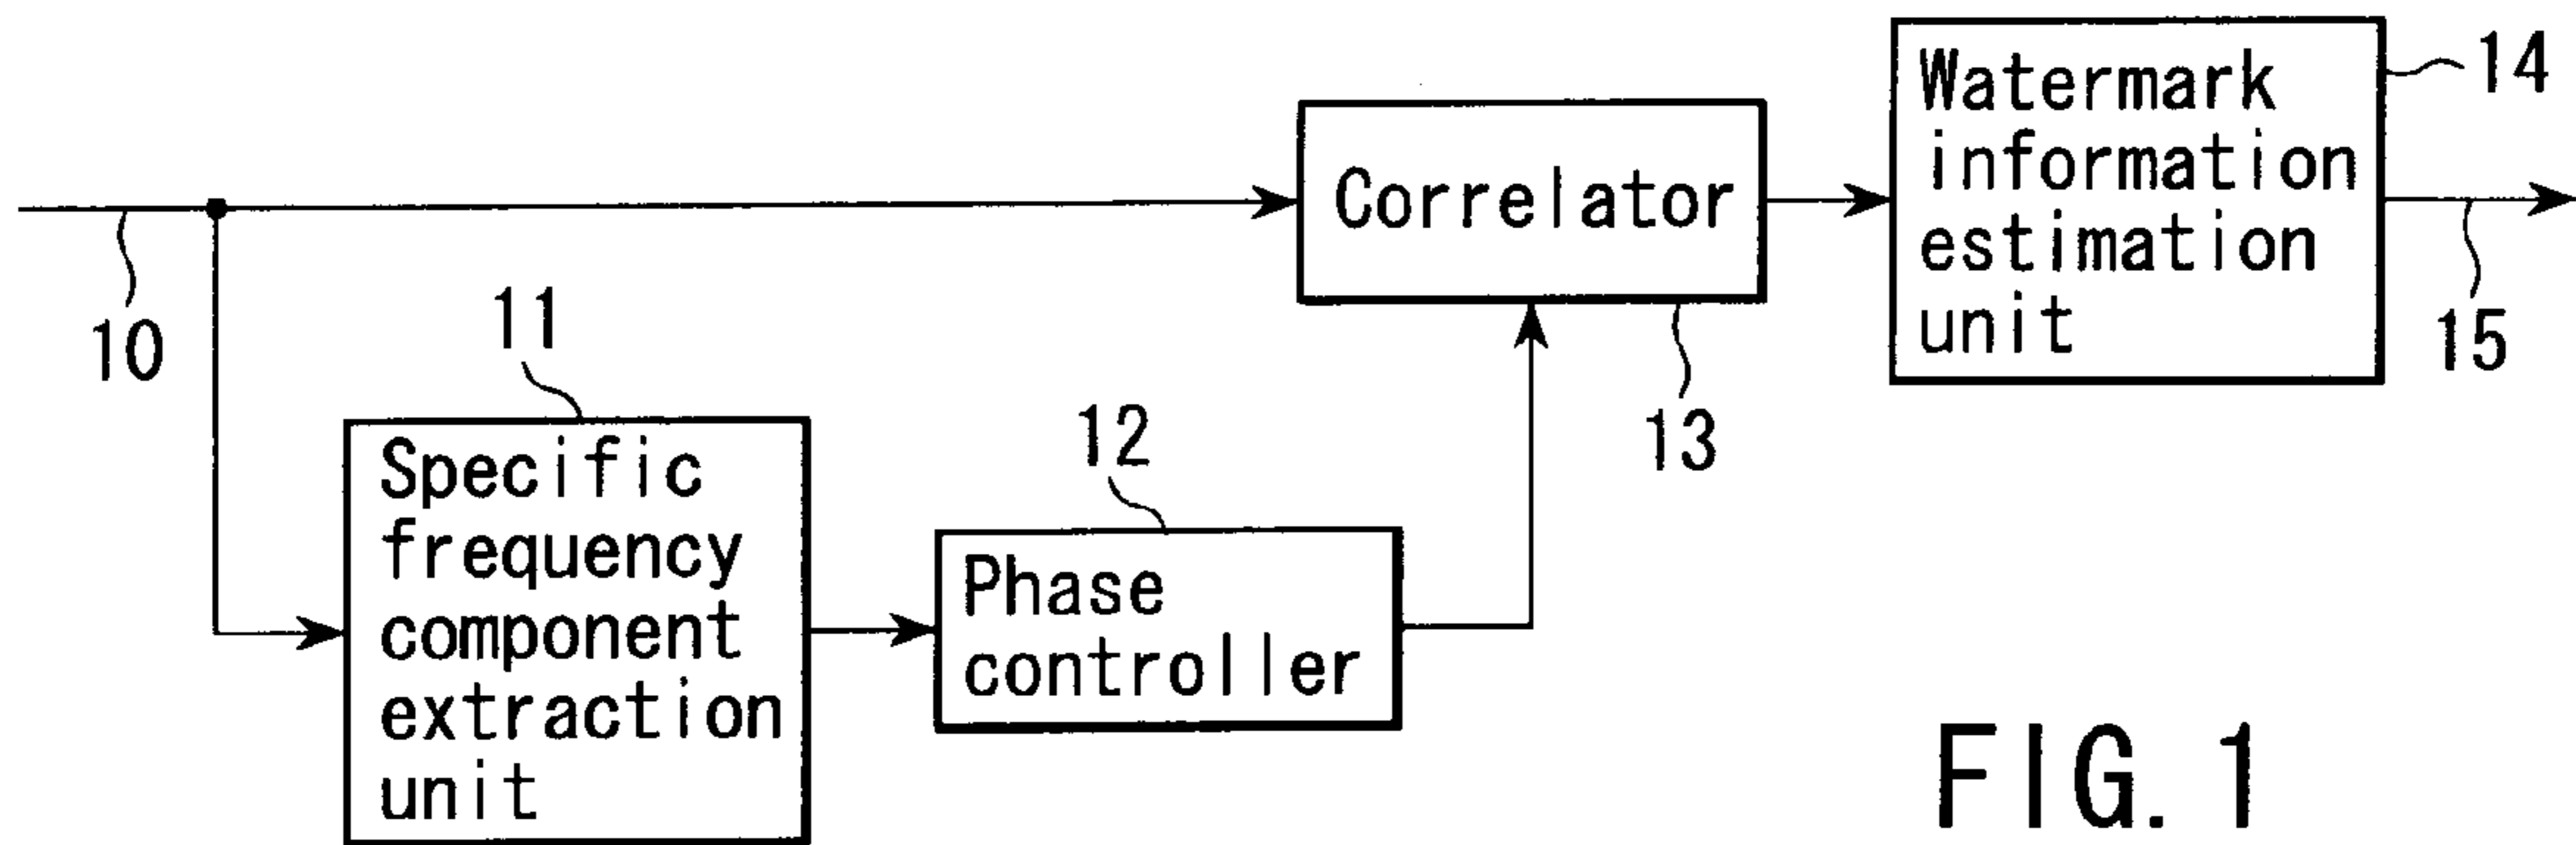 Watermark
information
estimation
unit
14
Correlator
10
11
13
15
Specific
frequency
component
extraction
unit
12
Phase
controller
FIG. 1